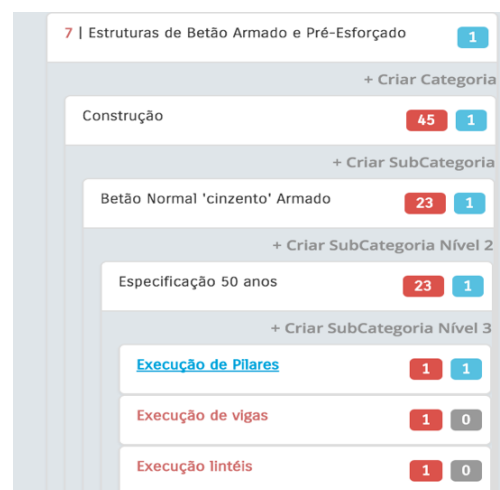 7 | Estruturas de Betão Armado e Pré-Esforçado 1
+ Criar Categoria
Construção 45 1
+ Criar SubCategoria
Betão Normal 'cinzento' Armado 23 1
+ Criar SubCategoria Nível 2
Especificação 50 anos 23 1
+ Criar SubCategoria Nível 3
Execução de Pilares 1 1
Execução de vigas 1 0
Execução lintéis 1 0